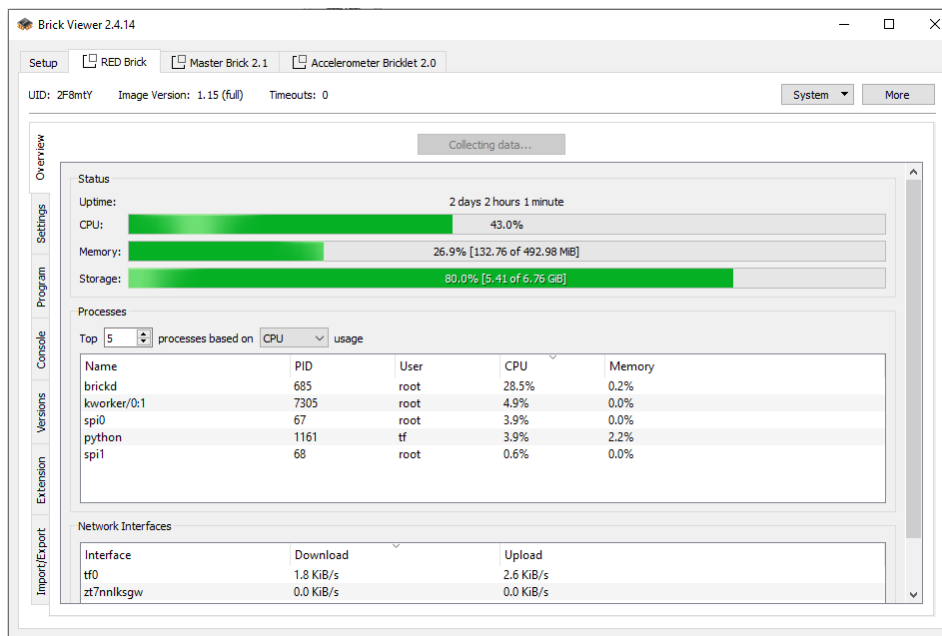 Brick Viewer 2.4.14
Setup RED Brick Master Brick 2.1 Accelerometer Bricklet 2.0
UID: 2F8mtY Image Version: 1.15 (full) Timeouts: 0 System More
Overview
Settings
Program
Console
Versions
Extension
Import/Export
Collecting data...
Status
Uptime: 2 days 2 hours 1 minute
CPU: 43.0%
Memory: 26.9% [132.76 of 492.98 MiB]
Storage: 80.0% [5.41 of 6.76 GiB]
Processes
Top 5 processes based on CPU usage
Name PID User CPU Memory
brickd 685 root 28.5% 0.2%
kworker/0:1 7305 root 4.9% 0.0%
spi0 67 root 3.9% 0.0%
python 1161 tf 3.9% 2.2%
spi1 68 root 0.6% 0.0%
Network Interfaces
Interface Download Upload
tf0 1.8 KiB/s 2.6 KiB/s
zt7nnlksgw 0.0 KiB/s 0.0 KiB/s